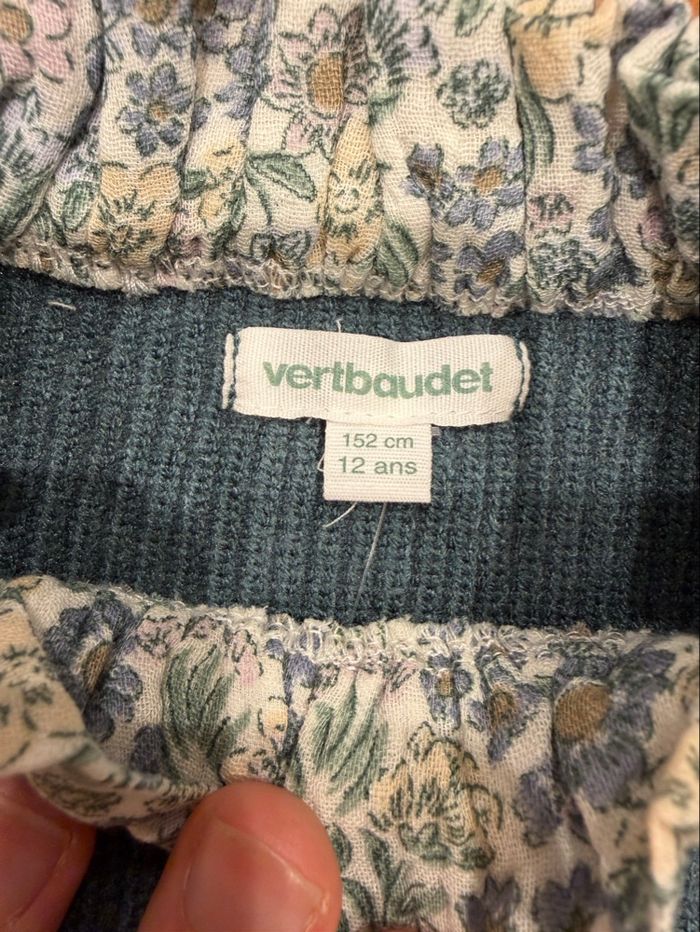 vertbaudet
152 cm
12 ans